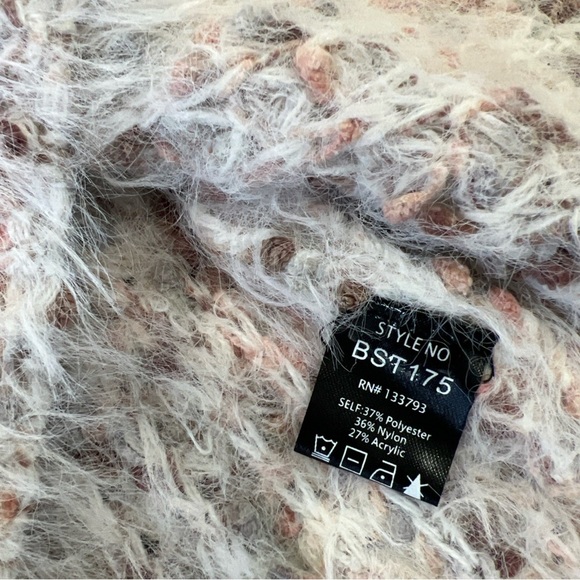 STYLE NO
BST175
RN# 133793
SELF:37% Polyester
36% Nylon
27% Acrylic